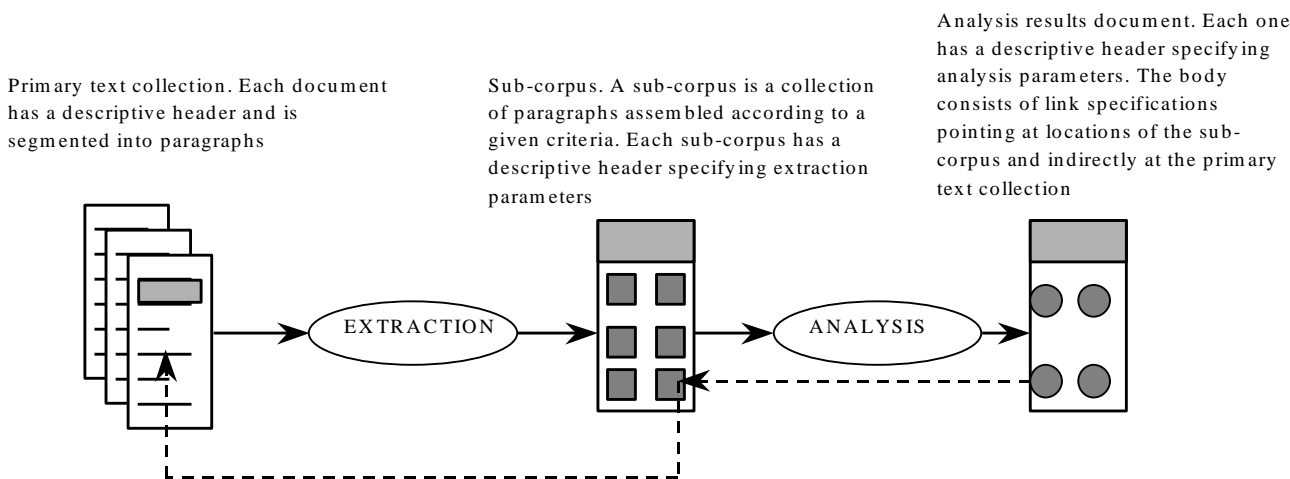 Primary text collection. Each document
has a descriptive header and is
segmented into paragraphs
Sub-corpus. A sub-corpus is a collection
of paragraphs assembled according to a
given criteria. Each sub-corpus has a
descriptive header specifying extraction
parameters
Analysis results document. Each one
has a descriptive header specifying
analysis parameters. The body
consists of link specifications
pointing at locations of the sub-
corpus and indirectly at the primary
text collection
EXTRACTION
ANALYSIS